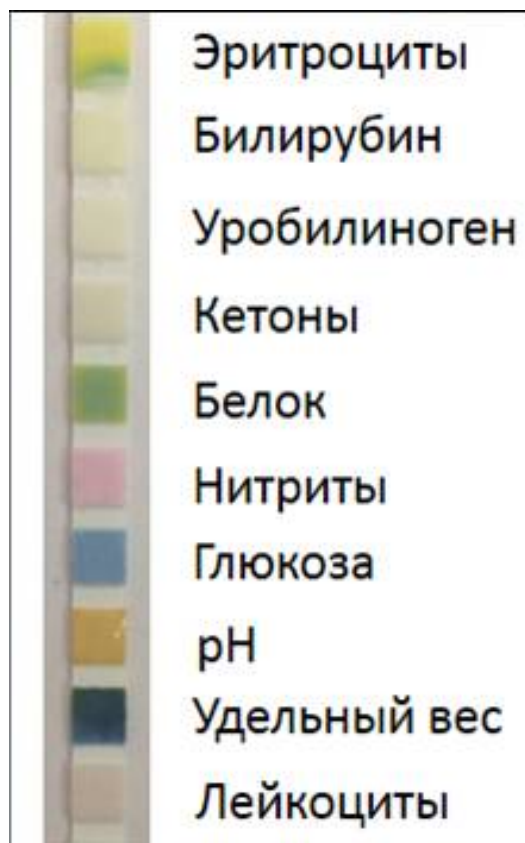 Эритроциты
Билирубин
Уробилиноген
Кетоны
Белок
Нитриты
Глюкоза
pH
Удельный вес
Лейкоциты